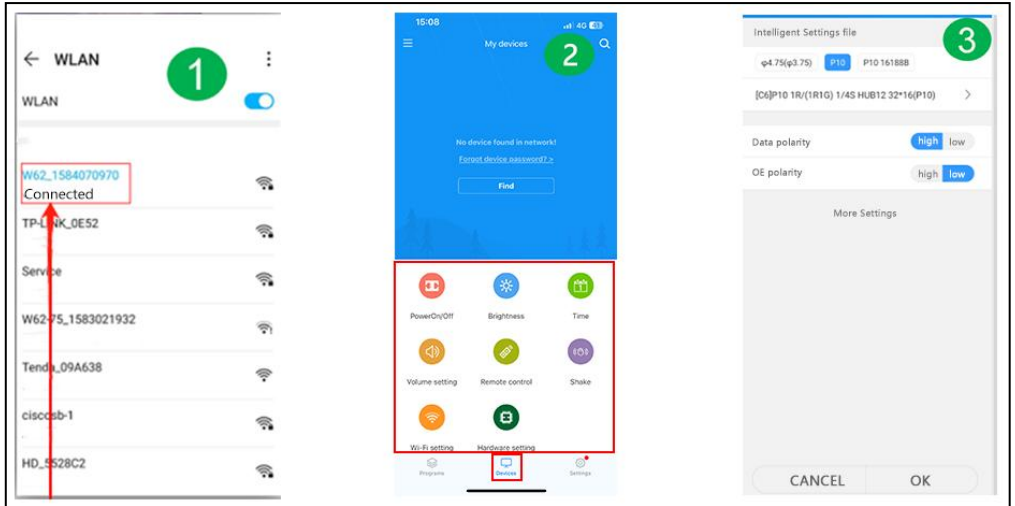 WLAN
1
WLAN
W62_1584070970
Connected
TP-LINK_0E52
Service
W62-75_1583021932
Tenda_09A638
ciscosb-1
HD_5528C2
15:08
4G
My devices
2
No device found in network!
Forgot device password? >
Find
PowerOn/Off
Brightness
Time
Volume setting
Remote control
Shake
Wi-Fi setting
Hardware setting
Programs
Devices
Settings
Intelligent Settings file
3
φ4.75(φ3.75) P10 P10 16188B
[C6]P10 1R/(1R1G) 1/4S HUB12 32*16(P10) >
Data polarity high low
OE polarity high low
More Settings
CANCEL OK